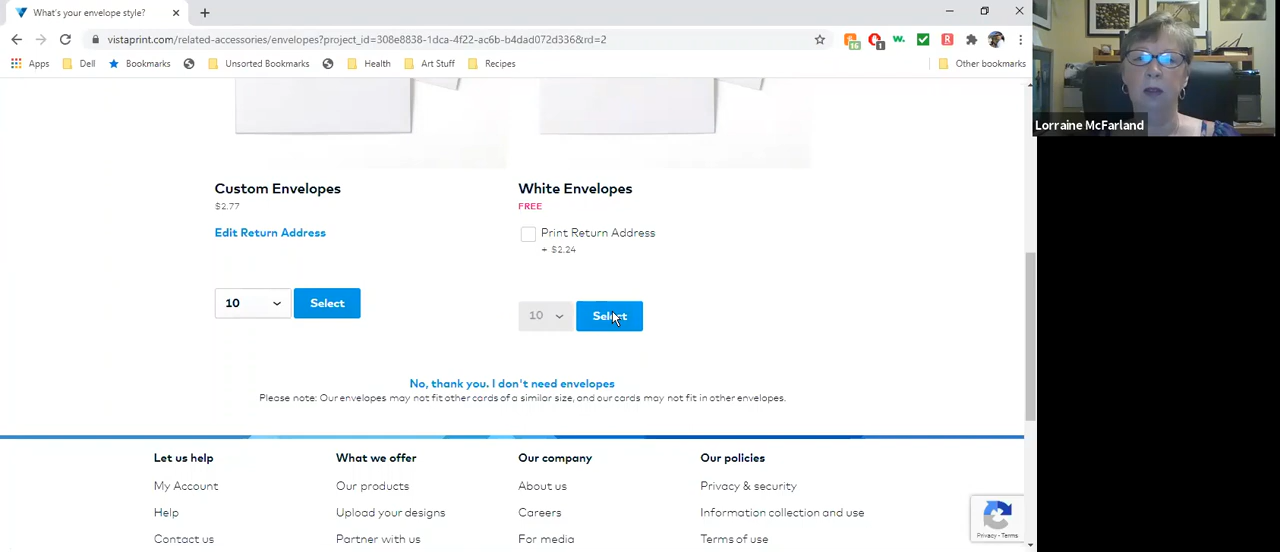 What's your envelope style?
vistaprint.com/related-accessories/envelopes?project_id=308e8838-1dca-4f22-ac6b-b4dad072d336&rd=2
16
1
w.
R
Apps
Dell
Bookmarks
Unsorted Bookmarks
Health
Art Stuff
Recipes
Other bookmarks
Lorraine McFarland
Custom Envelopes
$2.77
Edit Return Address
10
Select
White Envelopes
FREE
Print Return Address
+ $2.24
10
Select
No, thank you. I don't need envelopes
Please note: Our envelopes may not fit other cards of a similar size, and our cards may not fit in other envelopes.
Let us help
My Account
Help
Contact us
What we offer
Our products
Upload your designs
Partner with us
Our company
About us
Careers
For media
Our policies
Privacy & security
Information collection and use
Terms of use
Privacy - Terms